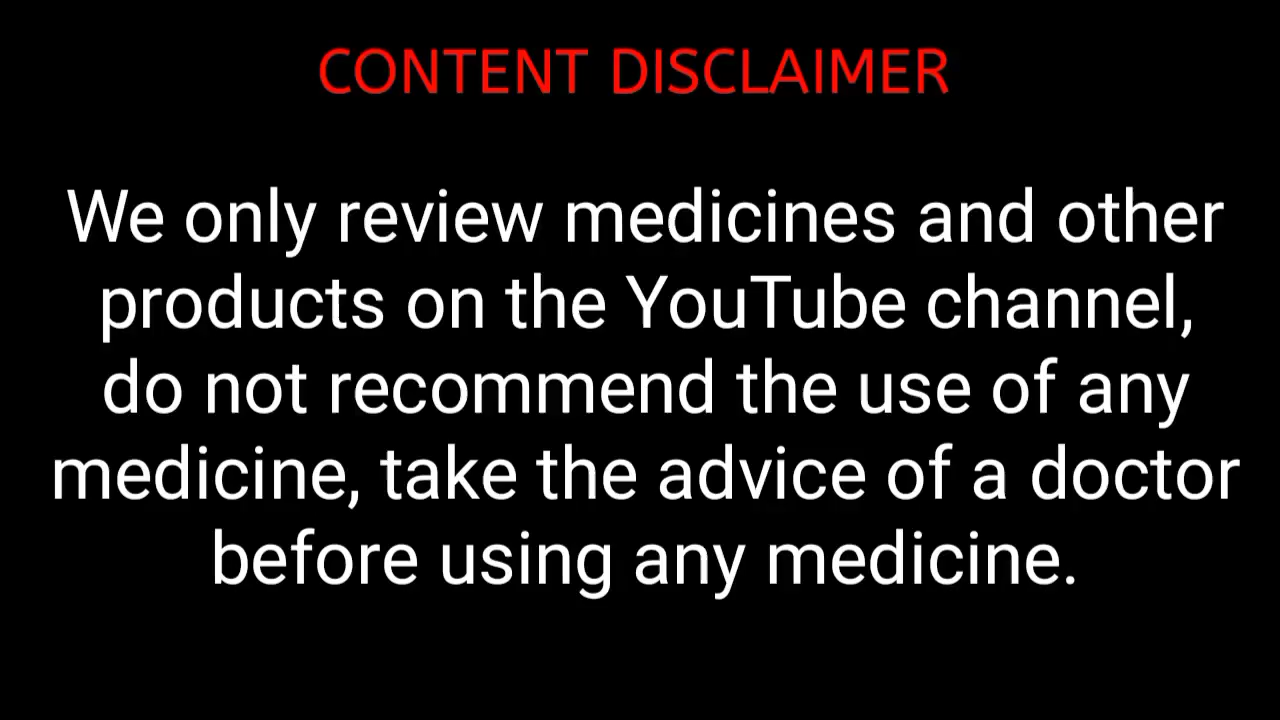 CONTENT DISCLAIMER
We only review medicines and other
products on the YouTube channel,
do not recommend the use of any
medicine, take the advice of a doctor
before using any medicine.